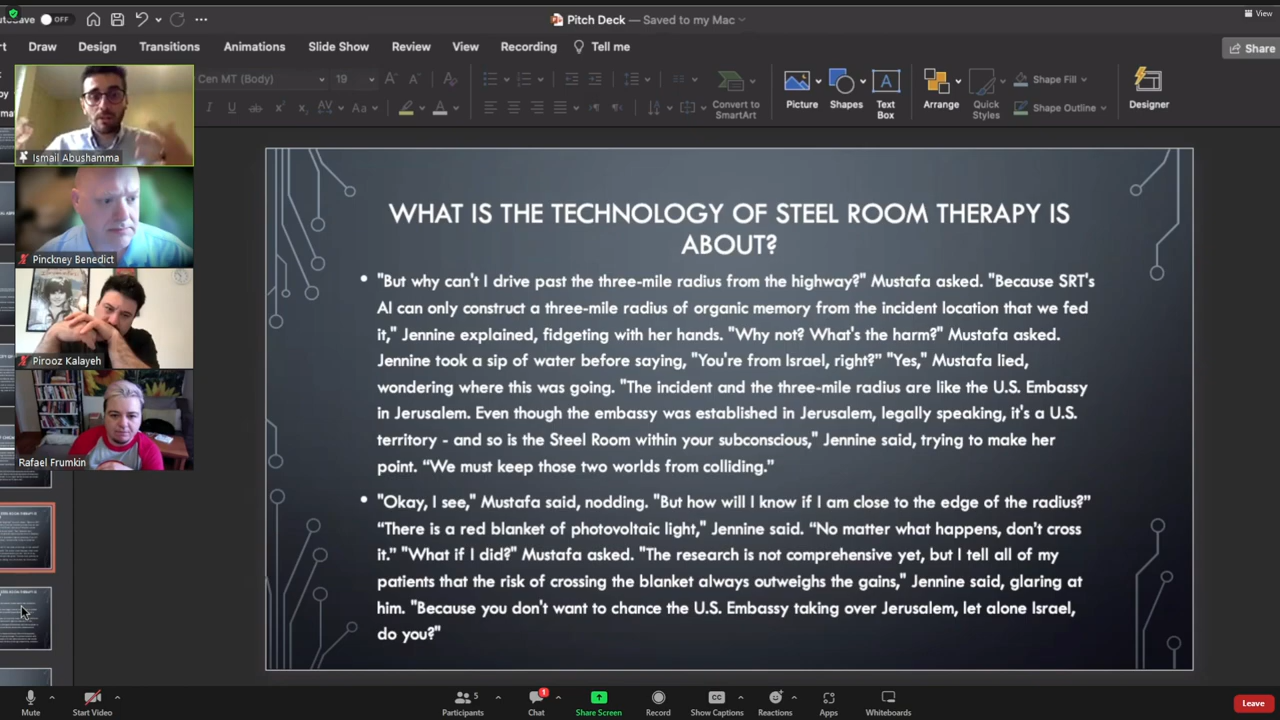 OFF
Pitch Deck — Saved to my Mac
View
Draw
Design
Transitions
Animations
Slide Show
Review
View
Recording
Tell me
Share
Cen MT (Body)
19
Convert to
SmartArt
Picture
Shapes
Text
Box
Arrange
Quick
Styles
Shape Fill
Shape Outline
Designer
Ismail Abushamma
Pinckney Benedict
Pirooz Kalayeh
Rafael Frumkin
WHAT IS THE TECHNOLOGY OF STEEL ROOM THERAPY IS
ABOUT?
"But why can't I drive past the three-mile radius from the highway?" Mustafa asked. "Because SRT's
AI can only construct a three-mile radius of organic memory from the incident location that we fed
it," Jennine explained, fidgeting with her hands. "Why not? What's the harm?" Mustafa asked.
Jennine took a sip of water before saying, "You're from Israel, right?" "Yes," Mustafa lied,
wondering where this was going. "The incident and the three-mile radius are like the U.S. Embassy
in Jerusalem. Even though the embassy was established in Jerusalem, legally speaking, it's a U.S.
territory - and so is the Steel Room within your subconscious," Jennine said, trying to make her
point. "We must keep those two worlds from colliding."
"Okay, I see," Mustafa said, nodding. "But how will I know if I am close to the edge of the radius?"
"There is a red blanket of photovoltaic light," Jennine said. "No matter what happens, don't cross
it." "What if I did?" Mustafa asked. "The research is not comprehensive yet, but I tell all of my
patients that the risk of crossing the blanket always outweighs the gains," Jennine said, glaring at
him. "Because you don't want to chance the U.S. Embassy taking over Jerusalem, let alone Israel,
do you?"
Mute
Start Video
Participants
5
Chat
1
Share Screen
Record
CC
Show Captions
Reactions
Apps
Whiteboards
Leave